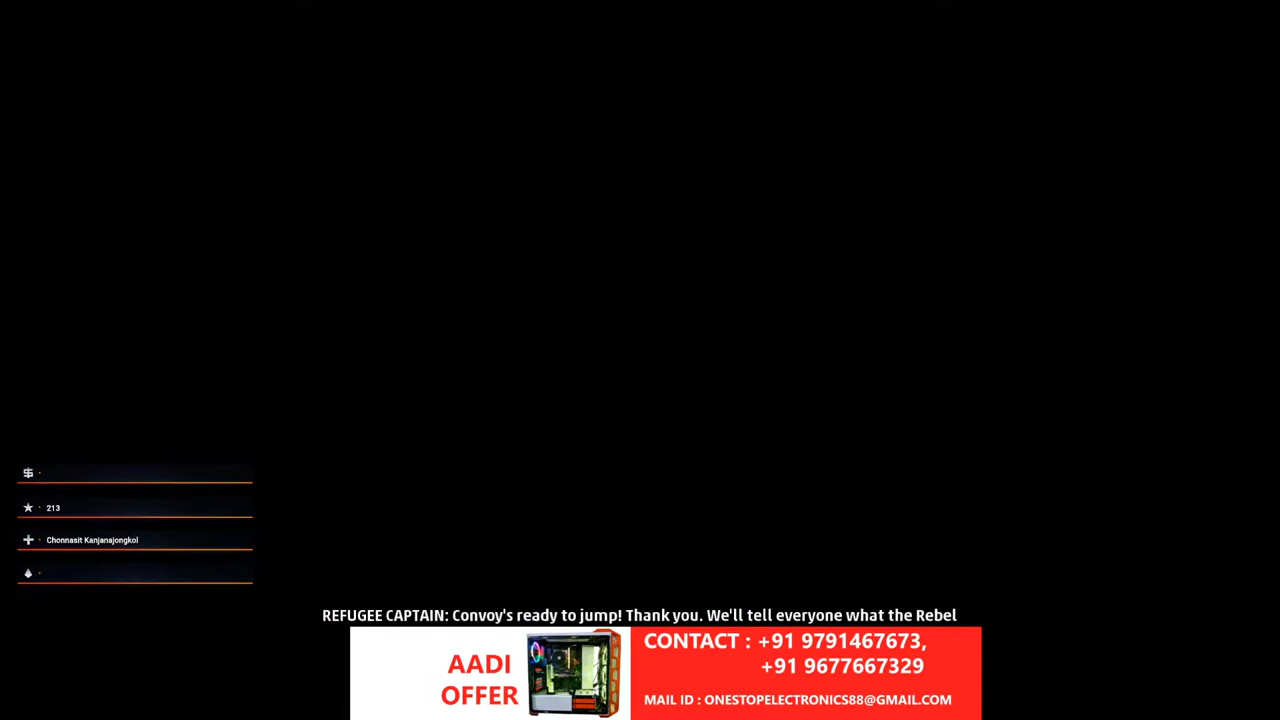 213
Chonnasit Kanjanajongkol
REFUGEE CAPTAIN: Convoy's ready to jump! Thank you. We'll tell everyone what the Rebel
AADI
OFFER
CONTACT : +91 9791467673,
+91 9677667329
MAIL ID : ONESTOPELECTRONICS88@GMAIL.COM